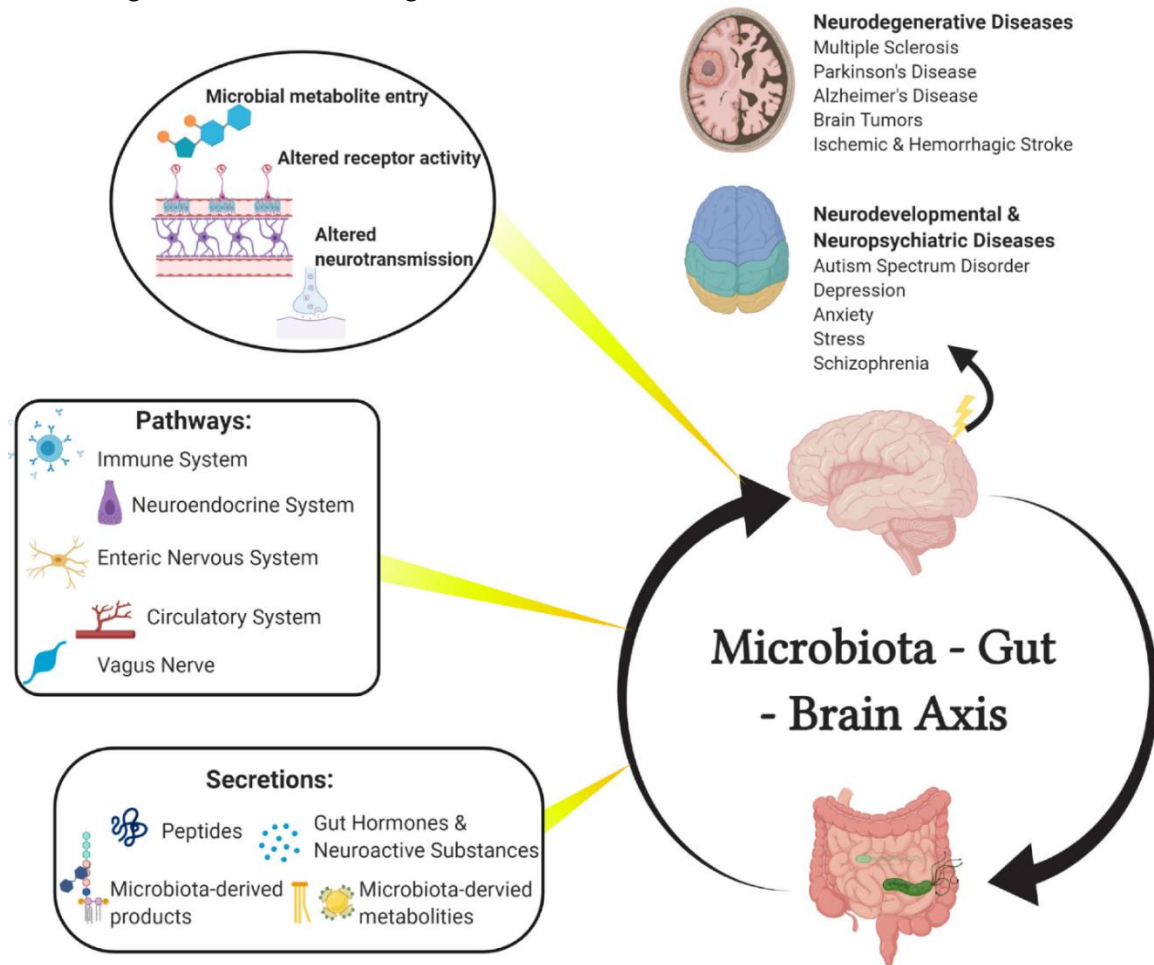 Microbial metabolite entry
Altered receptor activity
Altered
neurotransmission
Neurodegenerative Diseases
Multiple Sclerosis
Parkinson's Disease
Alzheimer's Disease
Brain Tumors
Ischemic & Hemorrhagic Stroke
Neurodevelopmental &
Neuropsychiatric Diseases
Autism Spectrum Disorder
Depression
Anxiety
Stress
Schizophrenia
Pathways:
Immune System
Neuroendocrine System
Enteric Nervous System
Circulatory System
Vagus Nerve
Microbiota - Gut
- Brain Axis
Secretions:
Peptides
Gut Hormones &
Neuroactive Substances
Microbiota-derived
products
Microbiota-dervied
metabolities